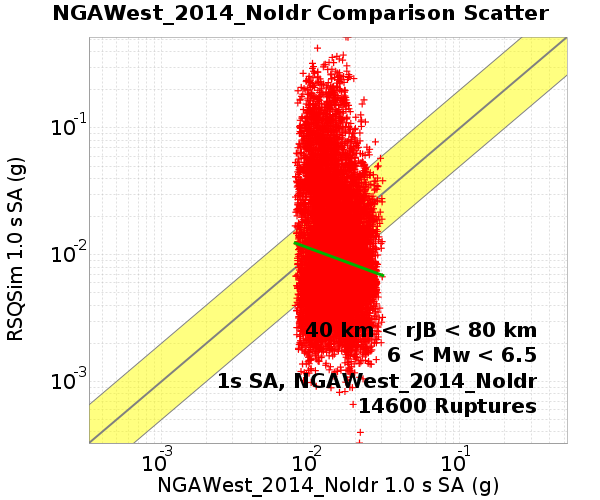 NGAWest_2014_NoIdr Comparison Scatter
RSQSim 1.0 s SA (g)
10-1
10-2
10-3
40 km < rJB < 80 km
6 < Mw < 6.5
1s SA, NGAWest_2014_NoIdr
14600 Ruptures
10-3 10-2 10-1
NGAWest_2014_NoIdr 1.0 s SA (g)